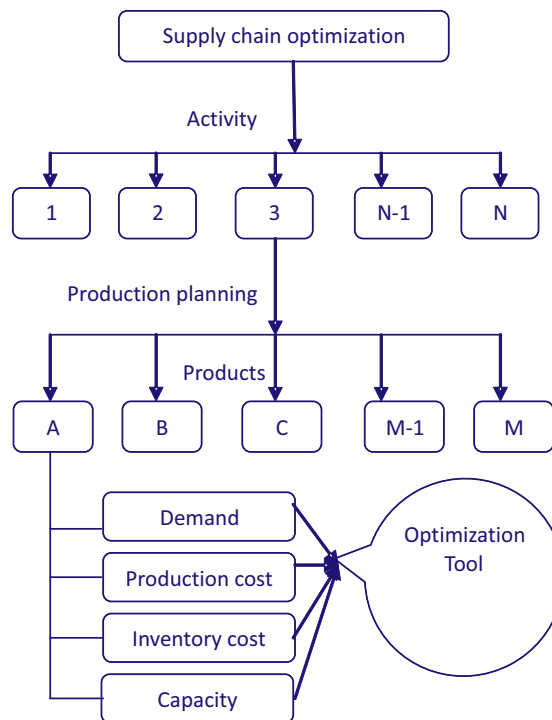 Supply chain optimization
Activity
1 2 3 N-1 N
Production planning
Products
A B C M-1 M
Demand
Production cost
Inventory cost
Capacity
Optimization
Tool